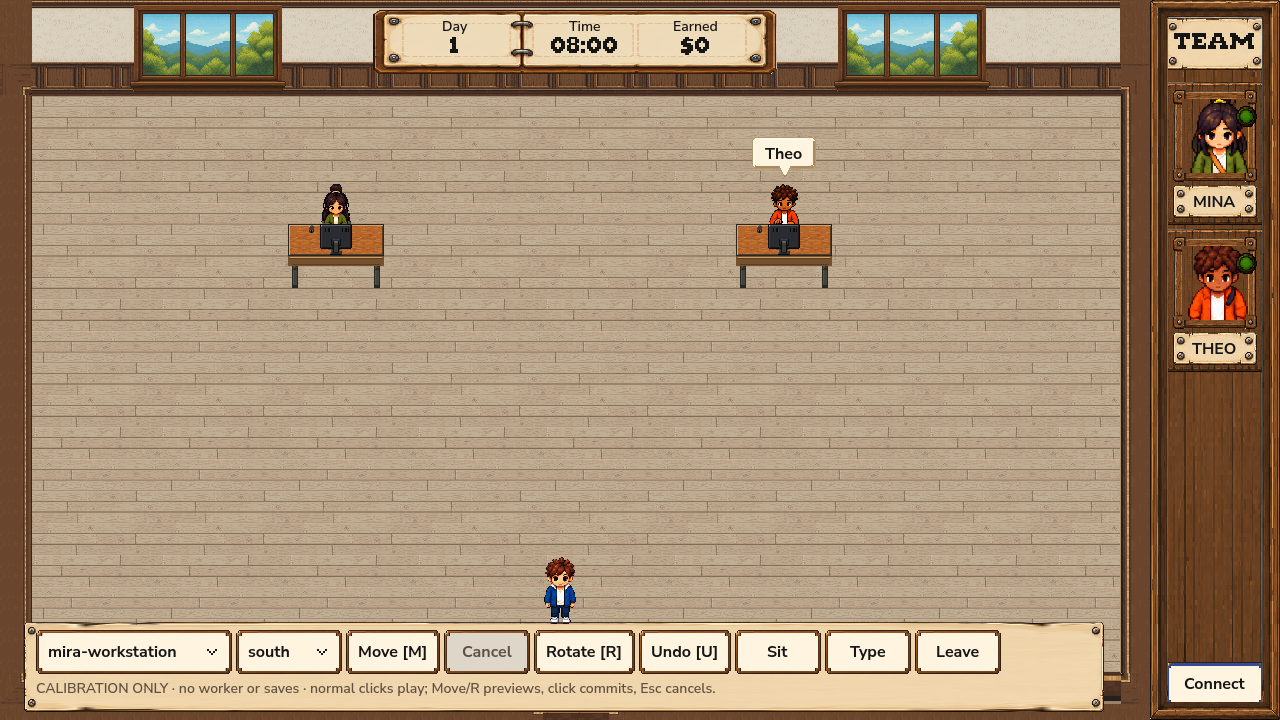 Day
1
Time
08:00
Earned
$0
TEAM
Theo
MINA
THEO
mira-workstation
south
Move [M]
Cancel
Rotate [R]
Undo [U]
Sit
Type
Leave
CALIBRATION ONLY · no worker or saves · normal clicks play; Move/R previews, click commits, Esc cancels.
Connect